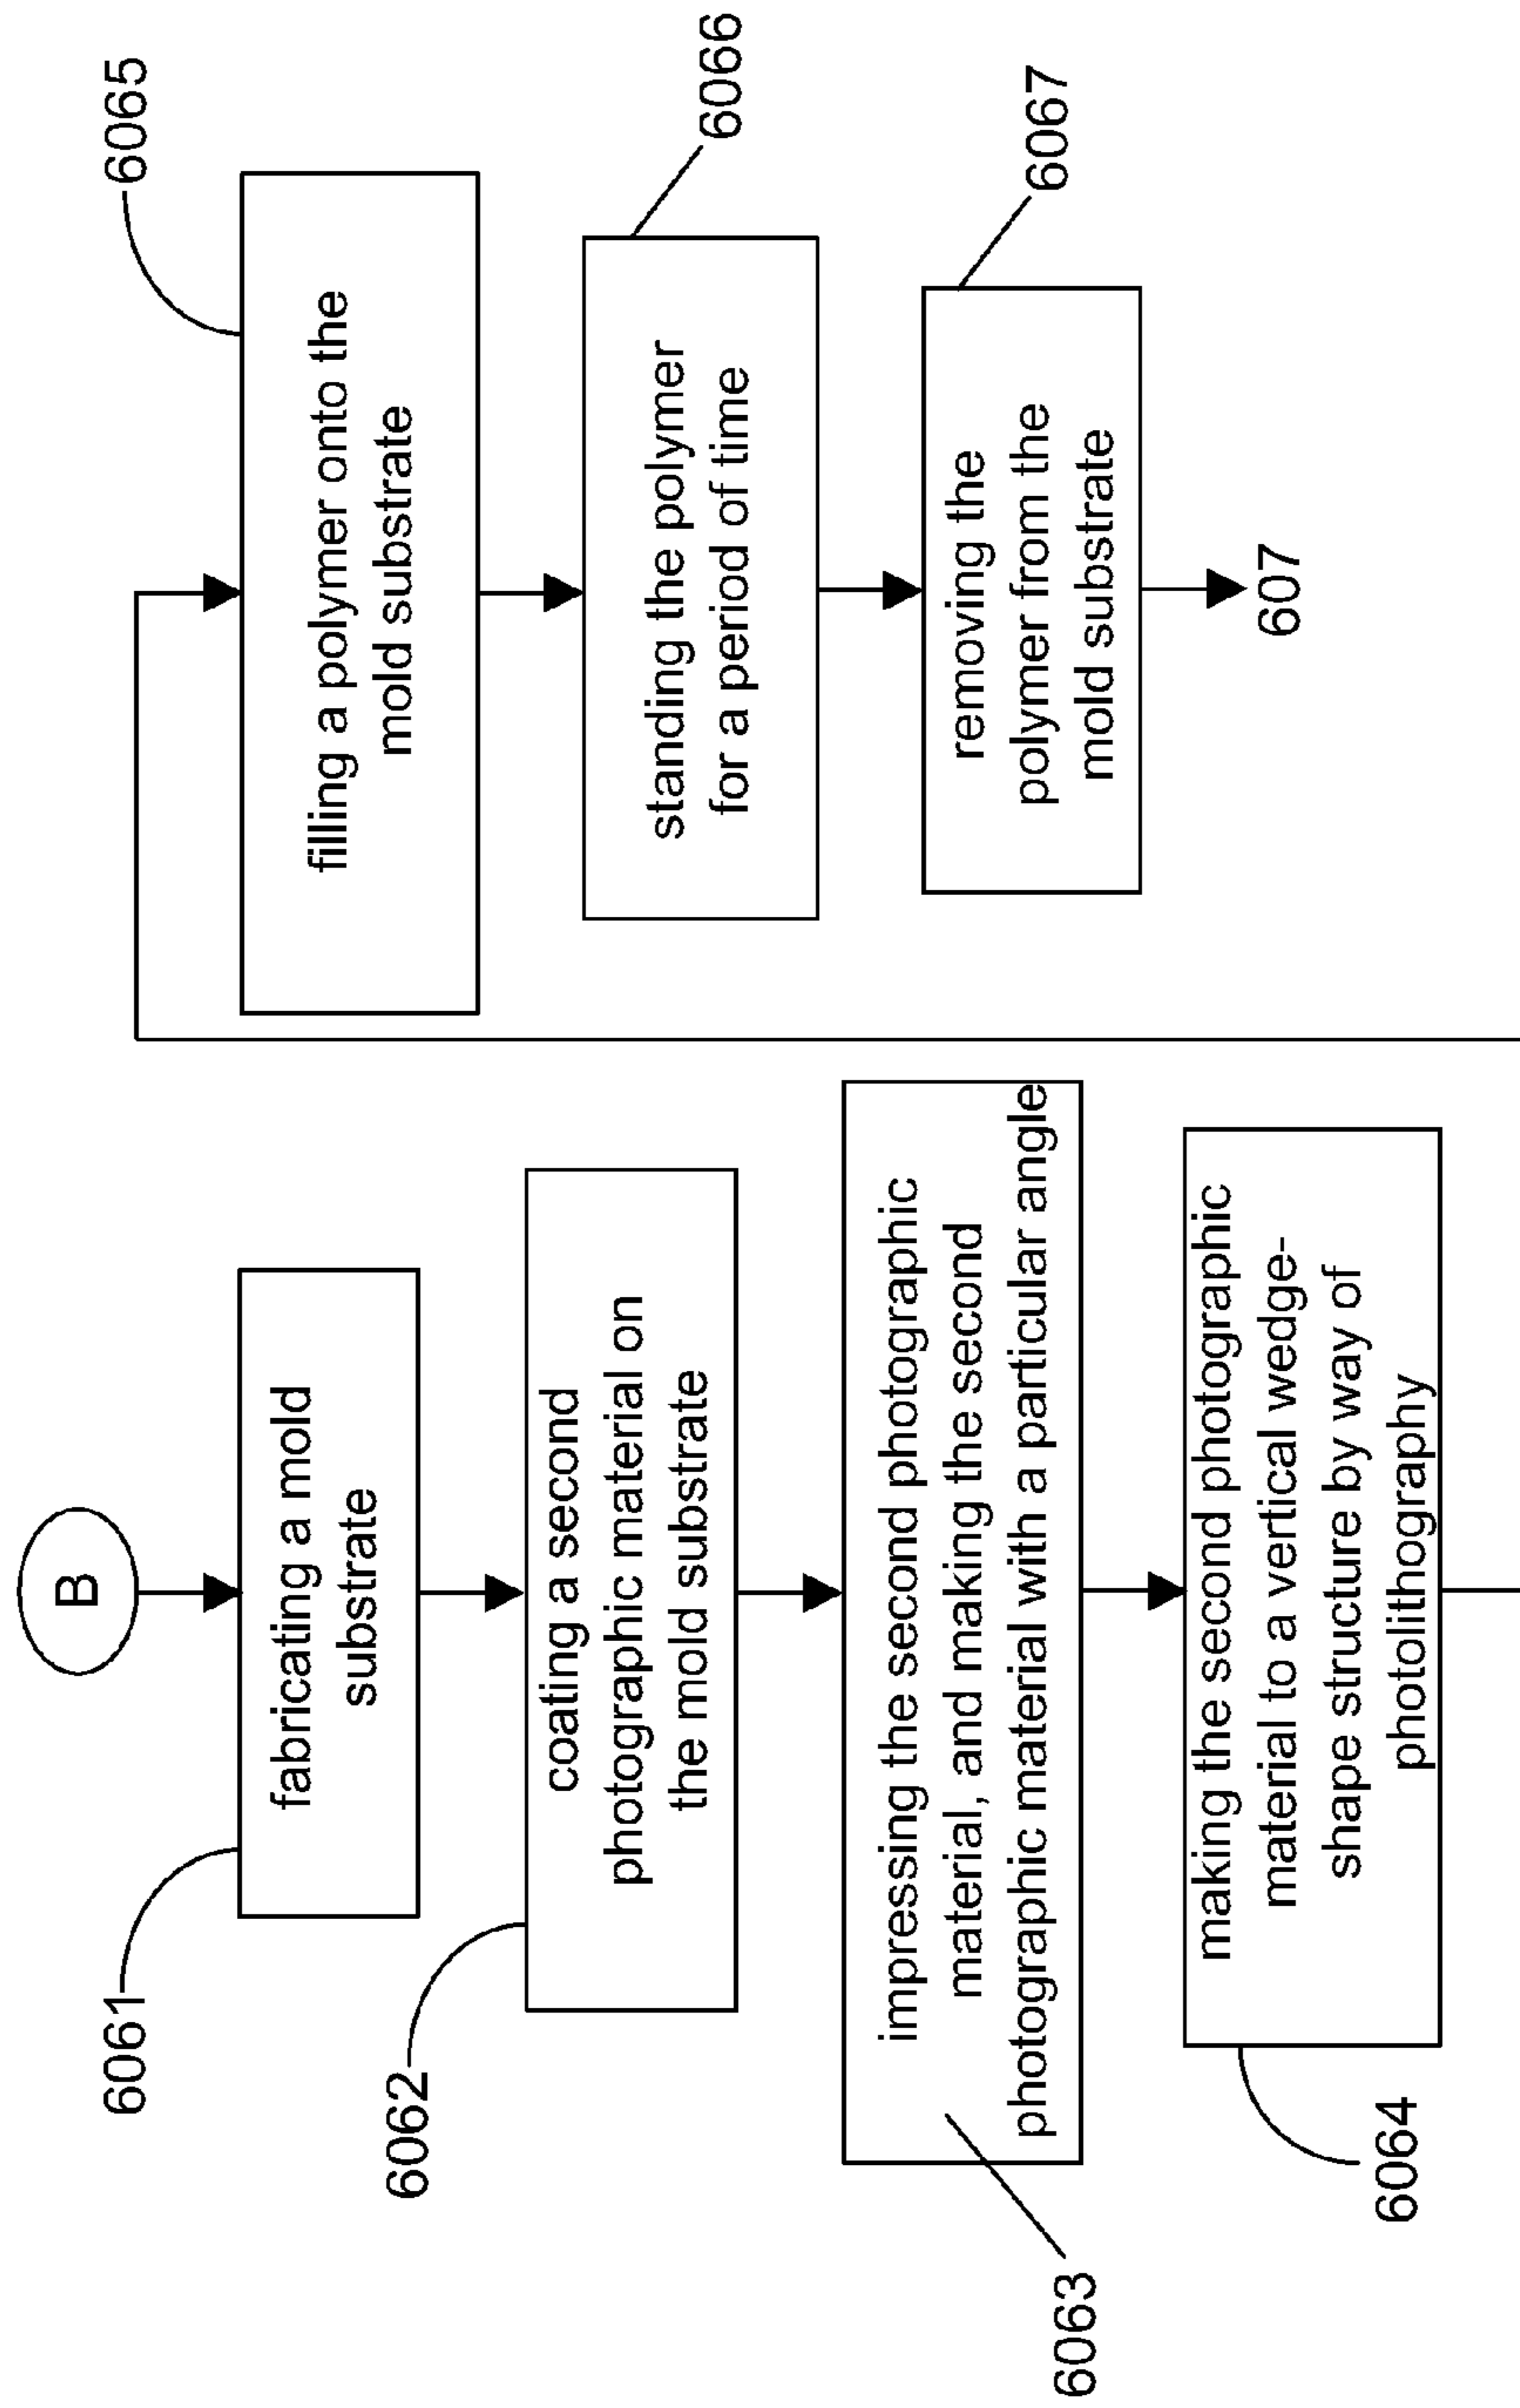 B
6061
fabricating a mold
substrate
6062
coating a second
photographic material on
the mold substrate
6063
impressing the second photographic
material, and making the second
photographic material with a particular angle
6064
making the second photographic
material to a vertical wedge-
shape structure by way of
photolithography
6065
filling a polymer onto the
mold substrate
6066
standing the polymer
for a period of time
6067
removing the
polymer from the
mold substrate
607